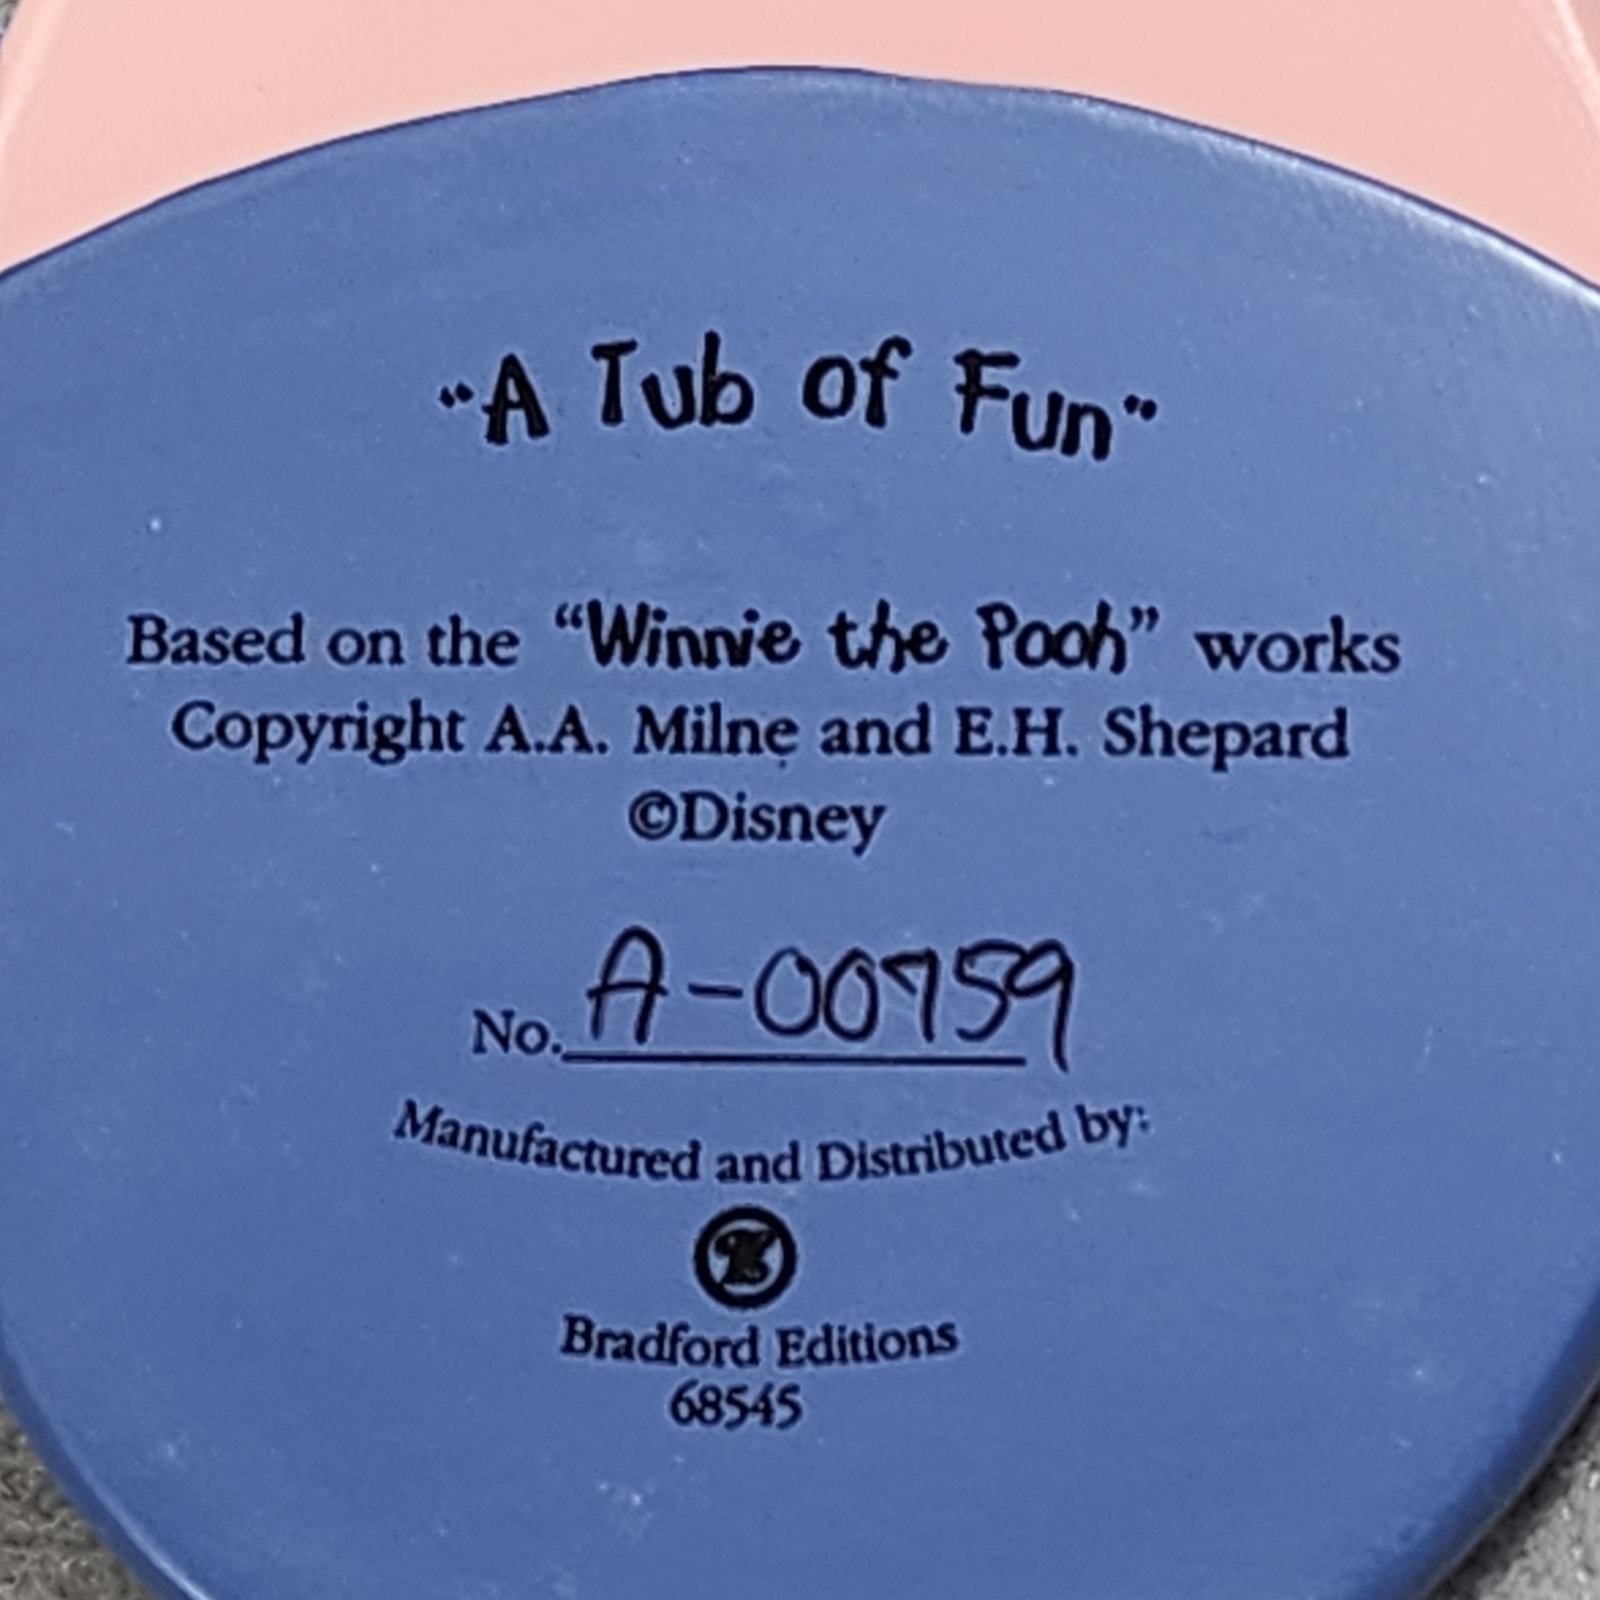 “A Tub of Fun”
Based on the “Winnie the Pooh” works
Copyright A.A. Milne and E.H. Shepard
©Disney
No. A-00759
Manufactured and Distributed by:
Bradford Editions
68545